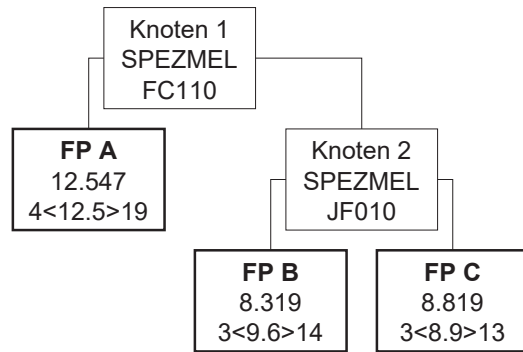 Knoten 1
SPEZMEL
FC110
FP A
12.547
4<12.5>19
Knoten 2
SPEZMEL
JF010
FP B
8.319
3<9.6>14
FP C
8.819
3<8.9>13